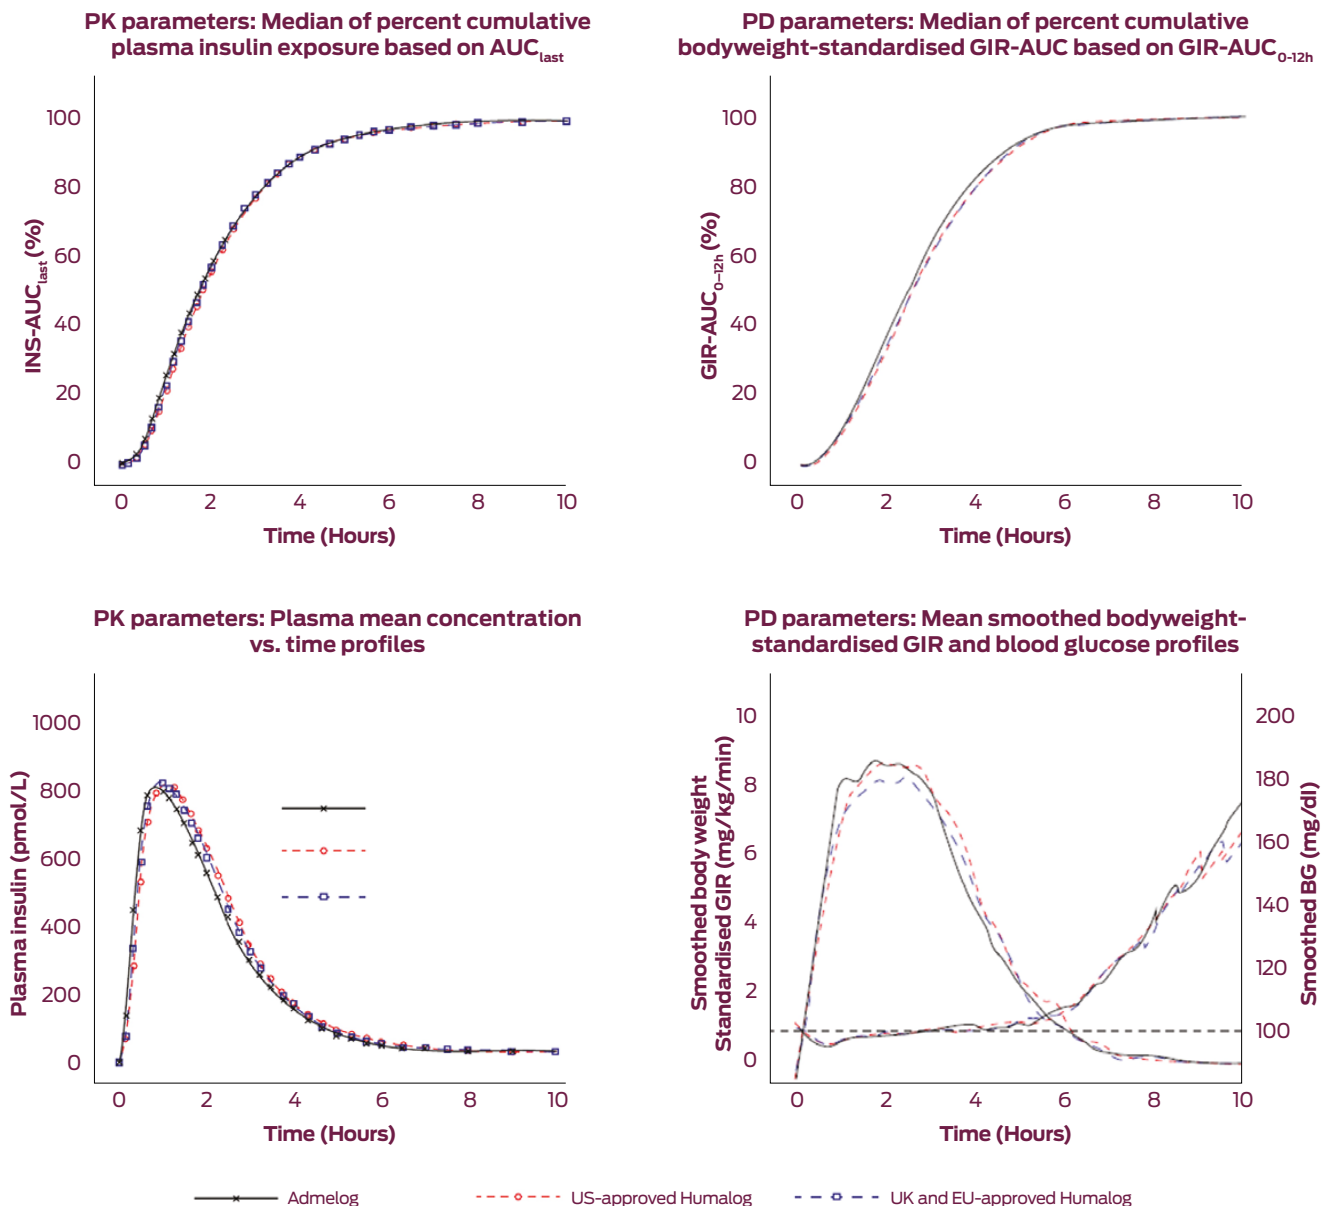 PK parameters: Median of percent cumulative
plasma insulin exposure based on AUClast
INS-AUClast (%)
100
80
60
40
20
0
0 2 4 6 8 10
Time (Hours)
PD parameters: Median of percent cumulative
bodyweight-standardised GIR-AUC based on GIR-AUC0-12h
GIR-AUC0–12h (%)
100
80
60
40
20
0
0 2 4 6 8 10
Time (Hours)
PK parameters: Plasma mean concentration
vs. time profiles
Plasma insulin (pmol/L)
1000
800
600
400
200
0
0 2 4 6 8 10
Time (Hours)
PD parameters: Mean smoothed bodyweight-
standardised GIR and blood glucose profiles
Smoothed body weight
Standardised GIR (mg/kg/min)
10
8
6
4
2
0
200
180
160
140
120
100
Smoothed BG (mg/dl)
0 2 4 6 8 10
Time (Hours)
Admelog US-approved Humalog UK and EU-approved Humalog